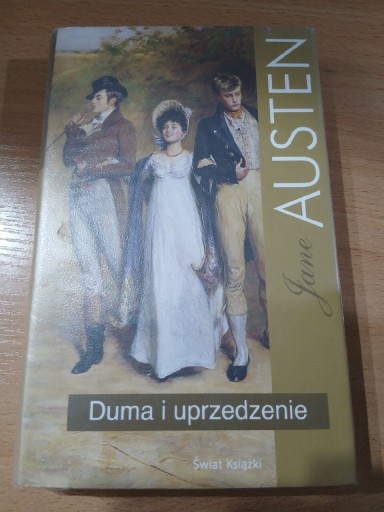 Jane AUSTEN
Duma i uprzedzenie
Świat Książki